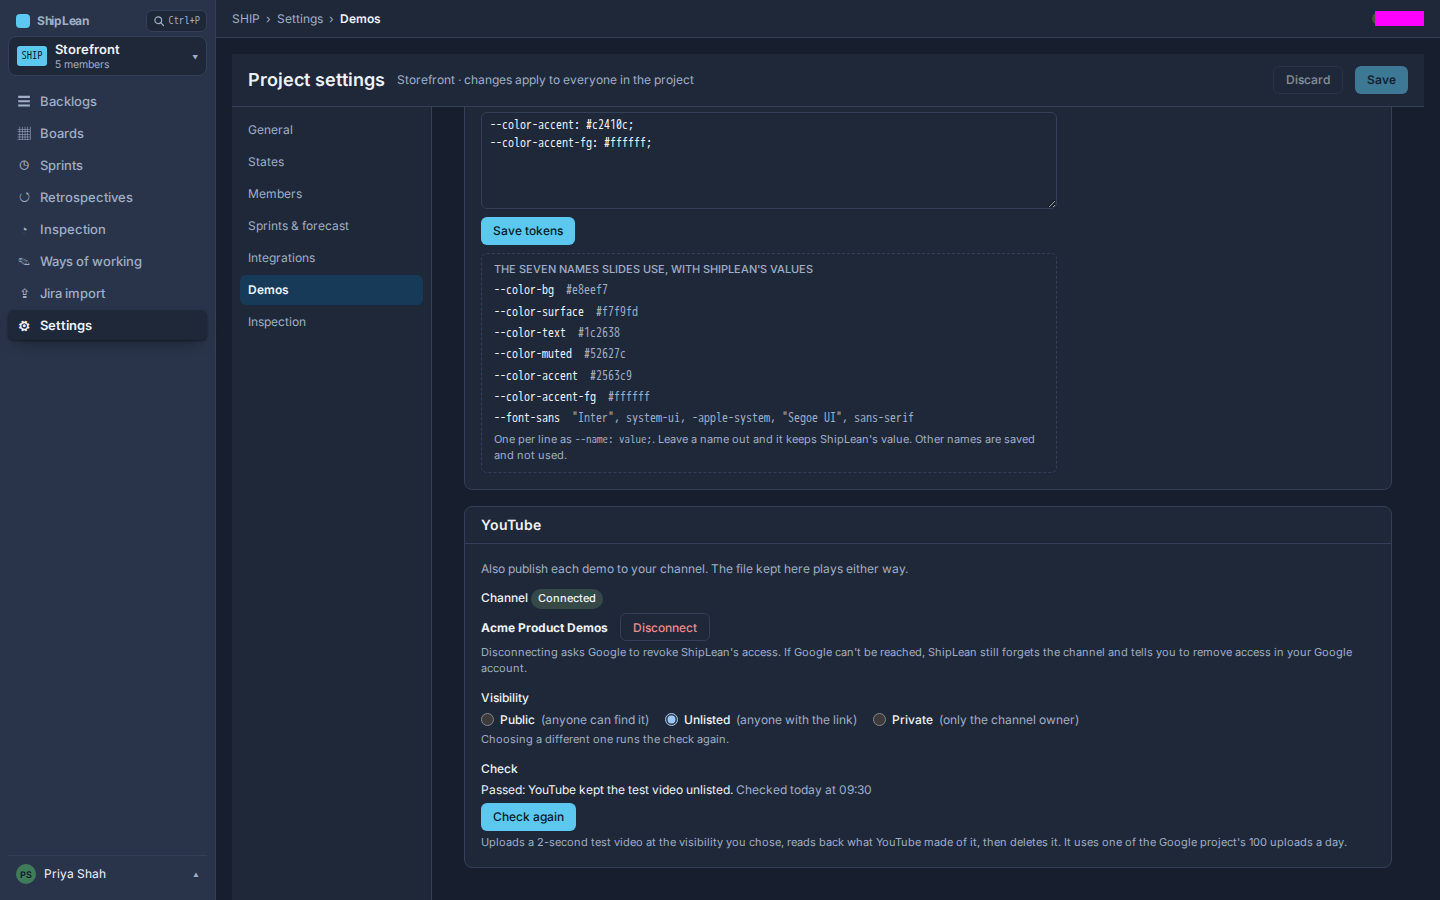 ShipLean
Ctrl+P
SHIP
Storefront
5 members
Backlogs
Boards
Sprints
Retrospectives
Inspection
Ways of working
Jira import
Settings
PS
Priya Shah
SHIP › Settings › Demos
Project settings
Storefront · changes apply to everyone in the project
Discard
Save
General
States
Members
Sprints & forecast
Integrations
Demos
Inspection
--color-accent: #c2410c;
--color-accent-fg: #ffffff;
Save tokens
THE SEVEN NAMES SLIDES USE, WITH SHIPLEAN'S VALUES
--color-bg #e8eef7
--color-surface #f7f9fd
--color-text #1c2638
--color-muted #52627c
--color-accent #2563c9
--color-accent-fg #ffffff
--font-sans "Inter", system-ui, -apple-system, "Segoe UI", sans-serif
One per line as --name: value;. Leave a name out and it keeps ShipLean's value. Other names are saved
and not used.
YouTube
Also publish each demo to your channel. The file kept here plays either way.
Channel Connected
Acme Product Demos
Disconnect
Disconnecting asks Google to revoke ShipLean's access. If Google can't be reached, ShipLean still forgets the channel and tells you to remove access in your Google
account.
Visibility
Public (anyone can find it)
Unlisted (anyone with the link)
Private (only the channel owner)
Choosing a different one runs the check again.
Check
Passed: YouTube kept the test video unlisted. Checked today at 09:30
Check again
Uploads a 2-second test video at the visibility you chose, reads back what YouTube made of it, then deletes it. It uses one of the Google project's 100 uploads a day.